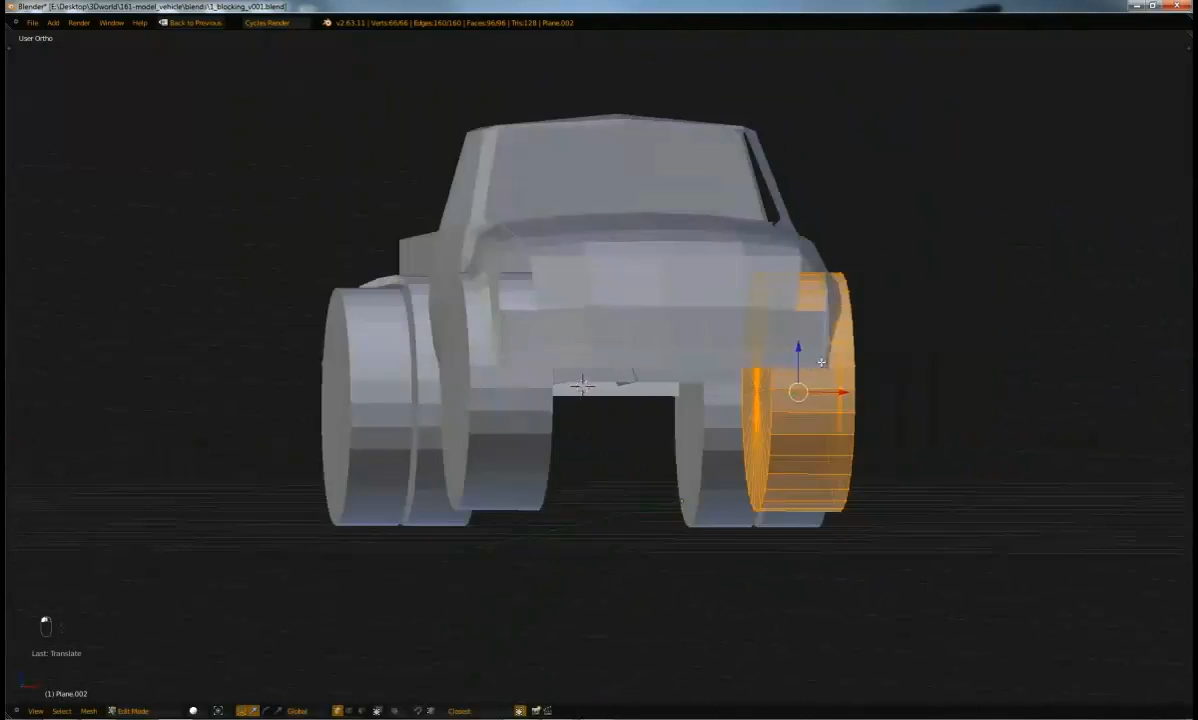 Blender* [E:\Desktop\3Dworld\161-model_vehicle\blends\1_blocking_v001.blend]
File Add Render Window Help Back to Previous Cycles Render v2.63.11 | Verts:66/66 | Edges:160/160 | Faces:96/96 | Tris:128 | Plane.002
User Ortho
Last: Translate
(1) Plane.002
View Select Mesh Edit Mode Global Closest